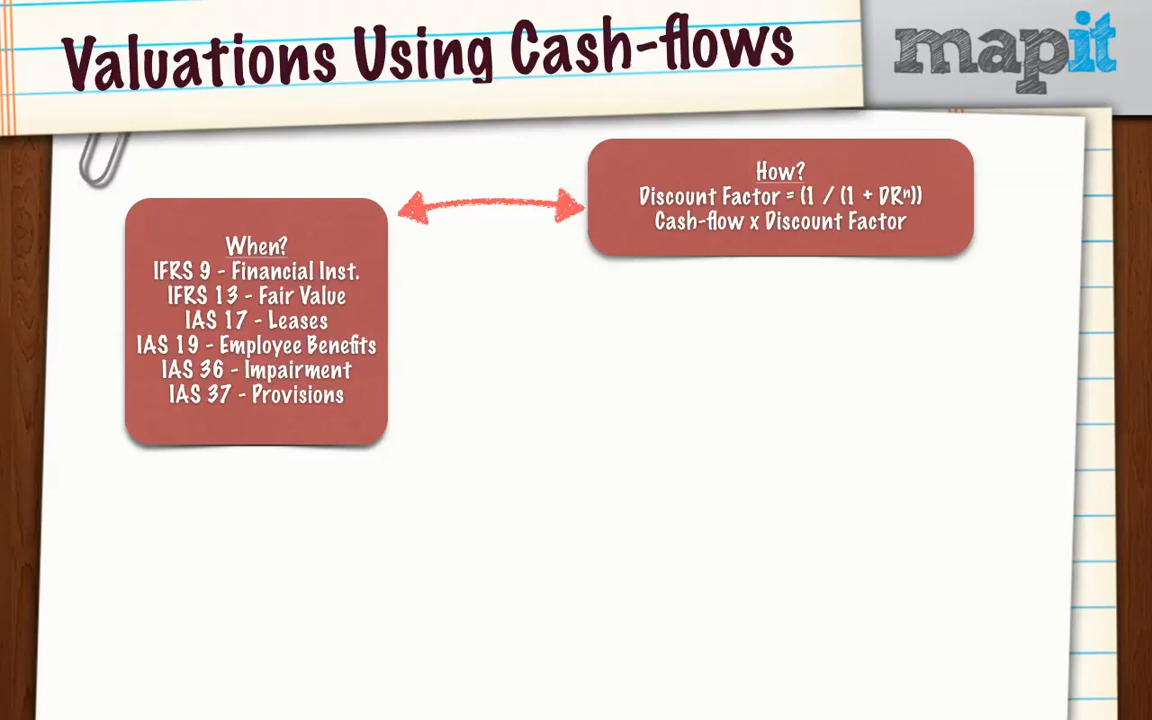 Valuations Using Cash-flows
mapit
How?
Discount Factor = (1 / (1 + DRⁿ))
Cash-flow x Discount Factor
When?
IFRS 9 - Financial Inst.
IFRS 13 - Fair Value
IAS 17 - Leases
IAS 19 - Employee Benefits
IAS 36 - Impairment
IAS 37 - Provisions